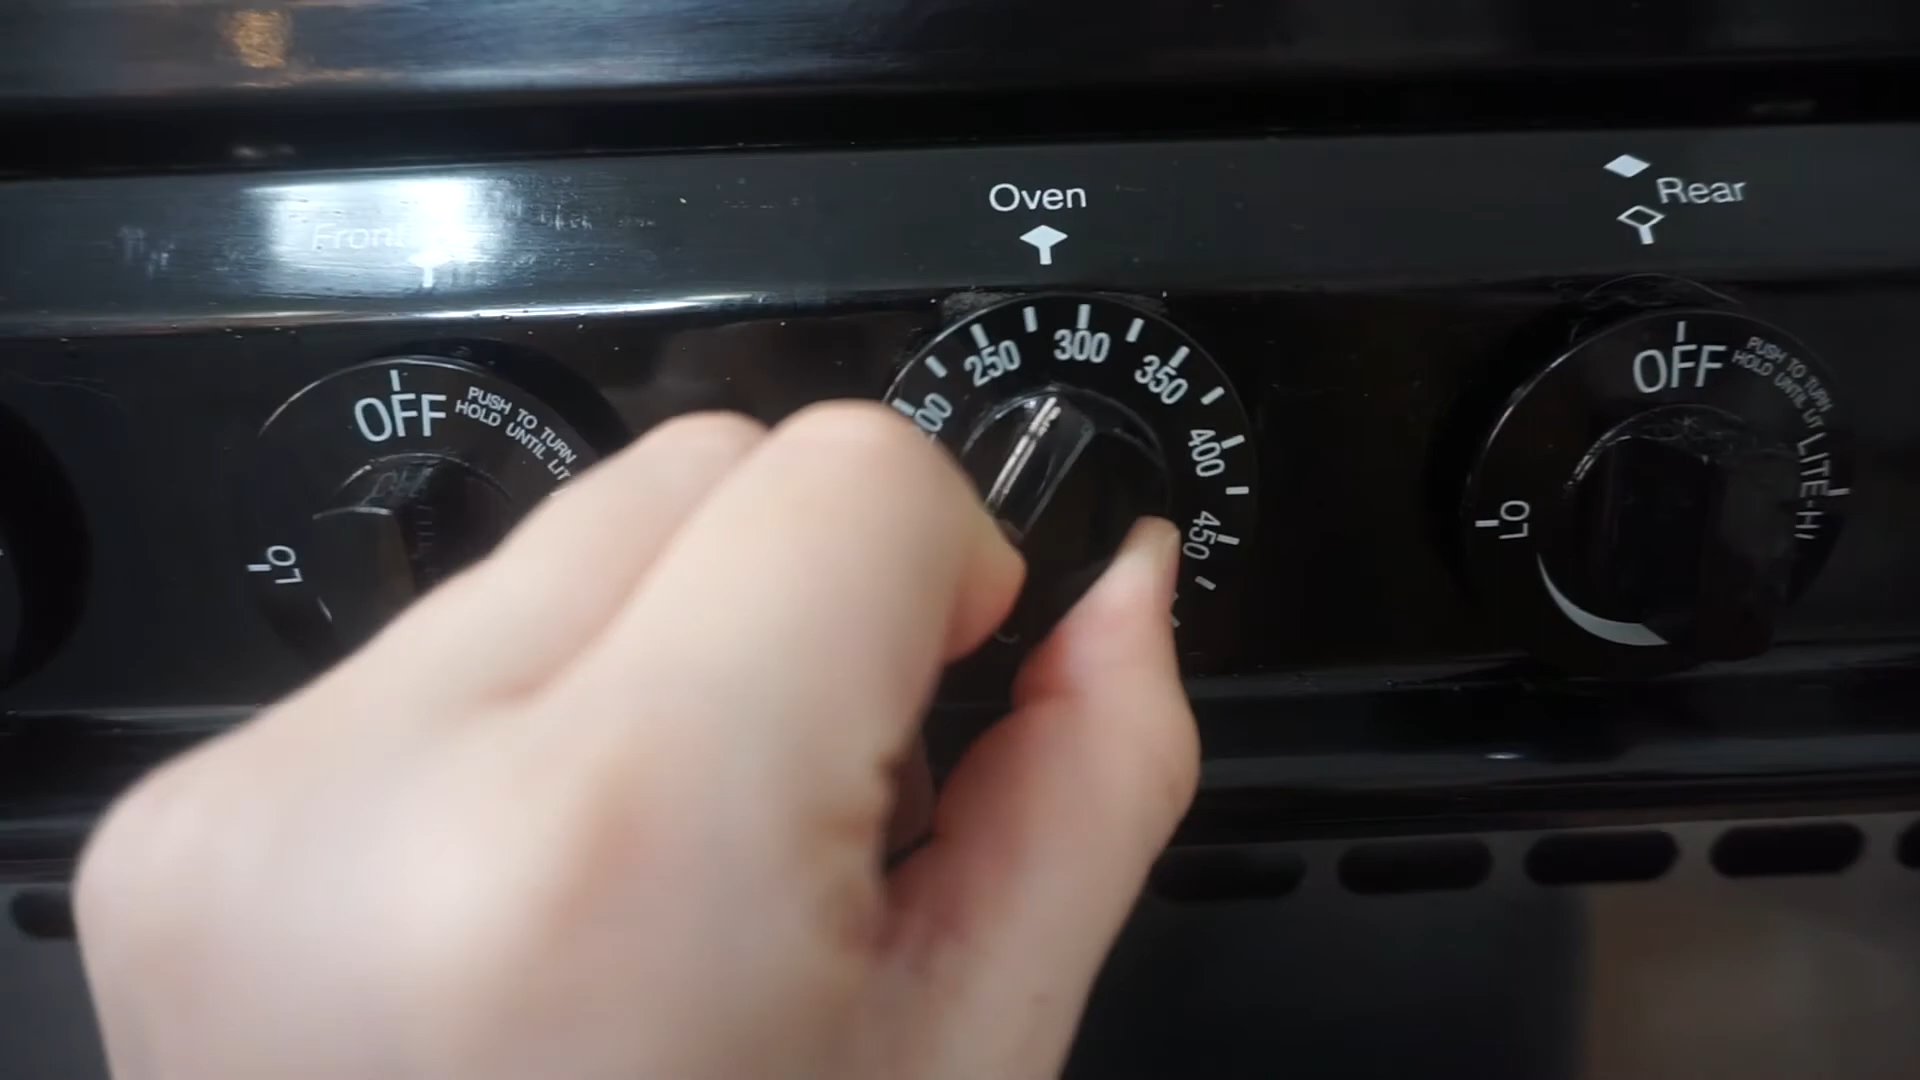 Front
Oven
Rear
OFF
PUSH TO TURN
HOLD UNTIL LIT
LO
250
300
350
400
450
OFF
PUSH TO TURN
HOLD UNTIL LIT
LITE-HI
LO